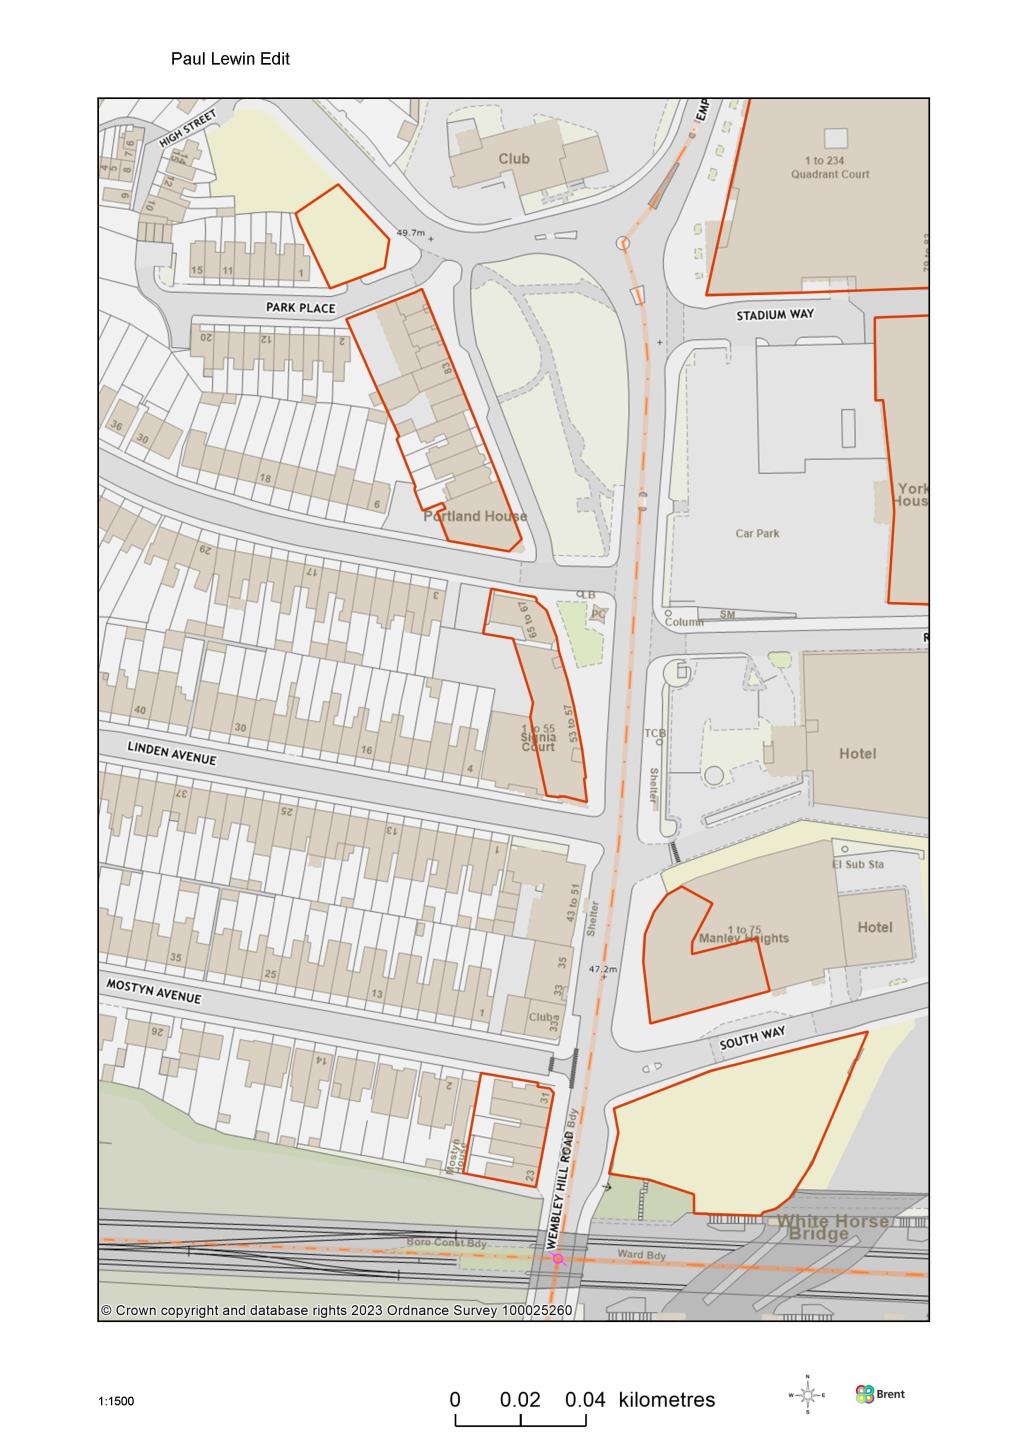 Paul Lewin Edit
HIGH STREET
EMP
Club
1 to 234
Quadrant Court
49.7m
15
11
1
PARK PLACE
STADIUM WAY
20
12
2
83
36
30
18
6
York
Hous
Portland House
Car Park
29
17
3
65 to 67
LB
PC
SM
Column
R
40
30
16
4
1 to 55
Signia
Court
53 to 57
TCB
Shelter
Hotel
LINDEN AVENUE
37
25
13
1
43 to 51
Shelter
El Sub Sta
1 to 75
Manley Heights
Hotel
35
25
13
1
35
33
33a
Club
47.2m
MOSTYN AVENUE
SOUTH WAY
26
14
2
31
23
Mostyn
House
Bdy
WEMBLEY HILL ROAD
White Horse
Bridge
Boro Const Bdy
Ward Bdy
© Crown copyright and database rights 2023 Ordnance Survey 100025260
1:1500
0 0.02 0.04 kilometres
N
W E
S
Brent